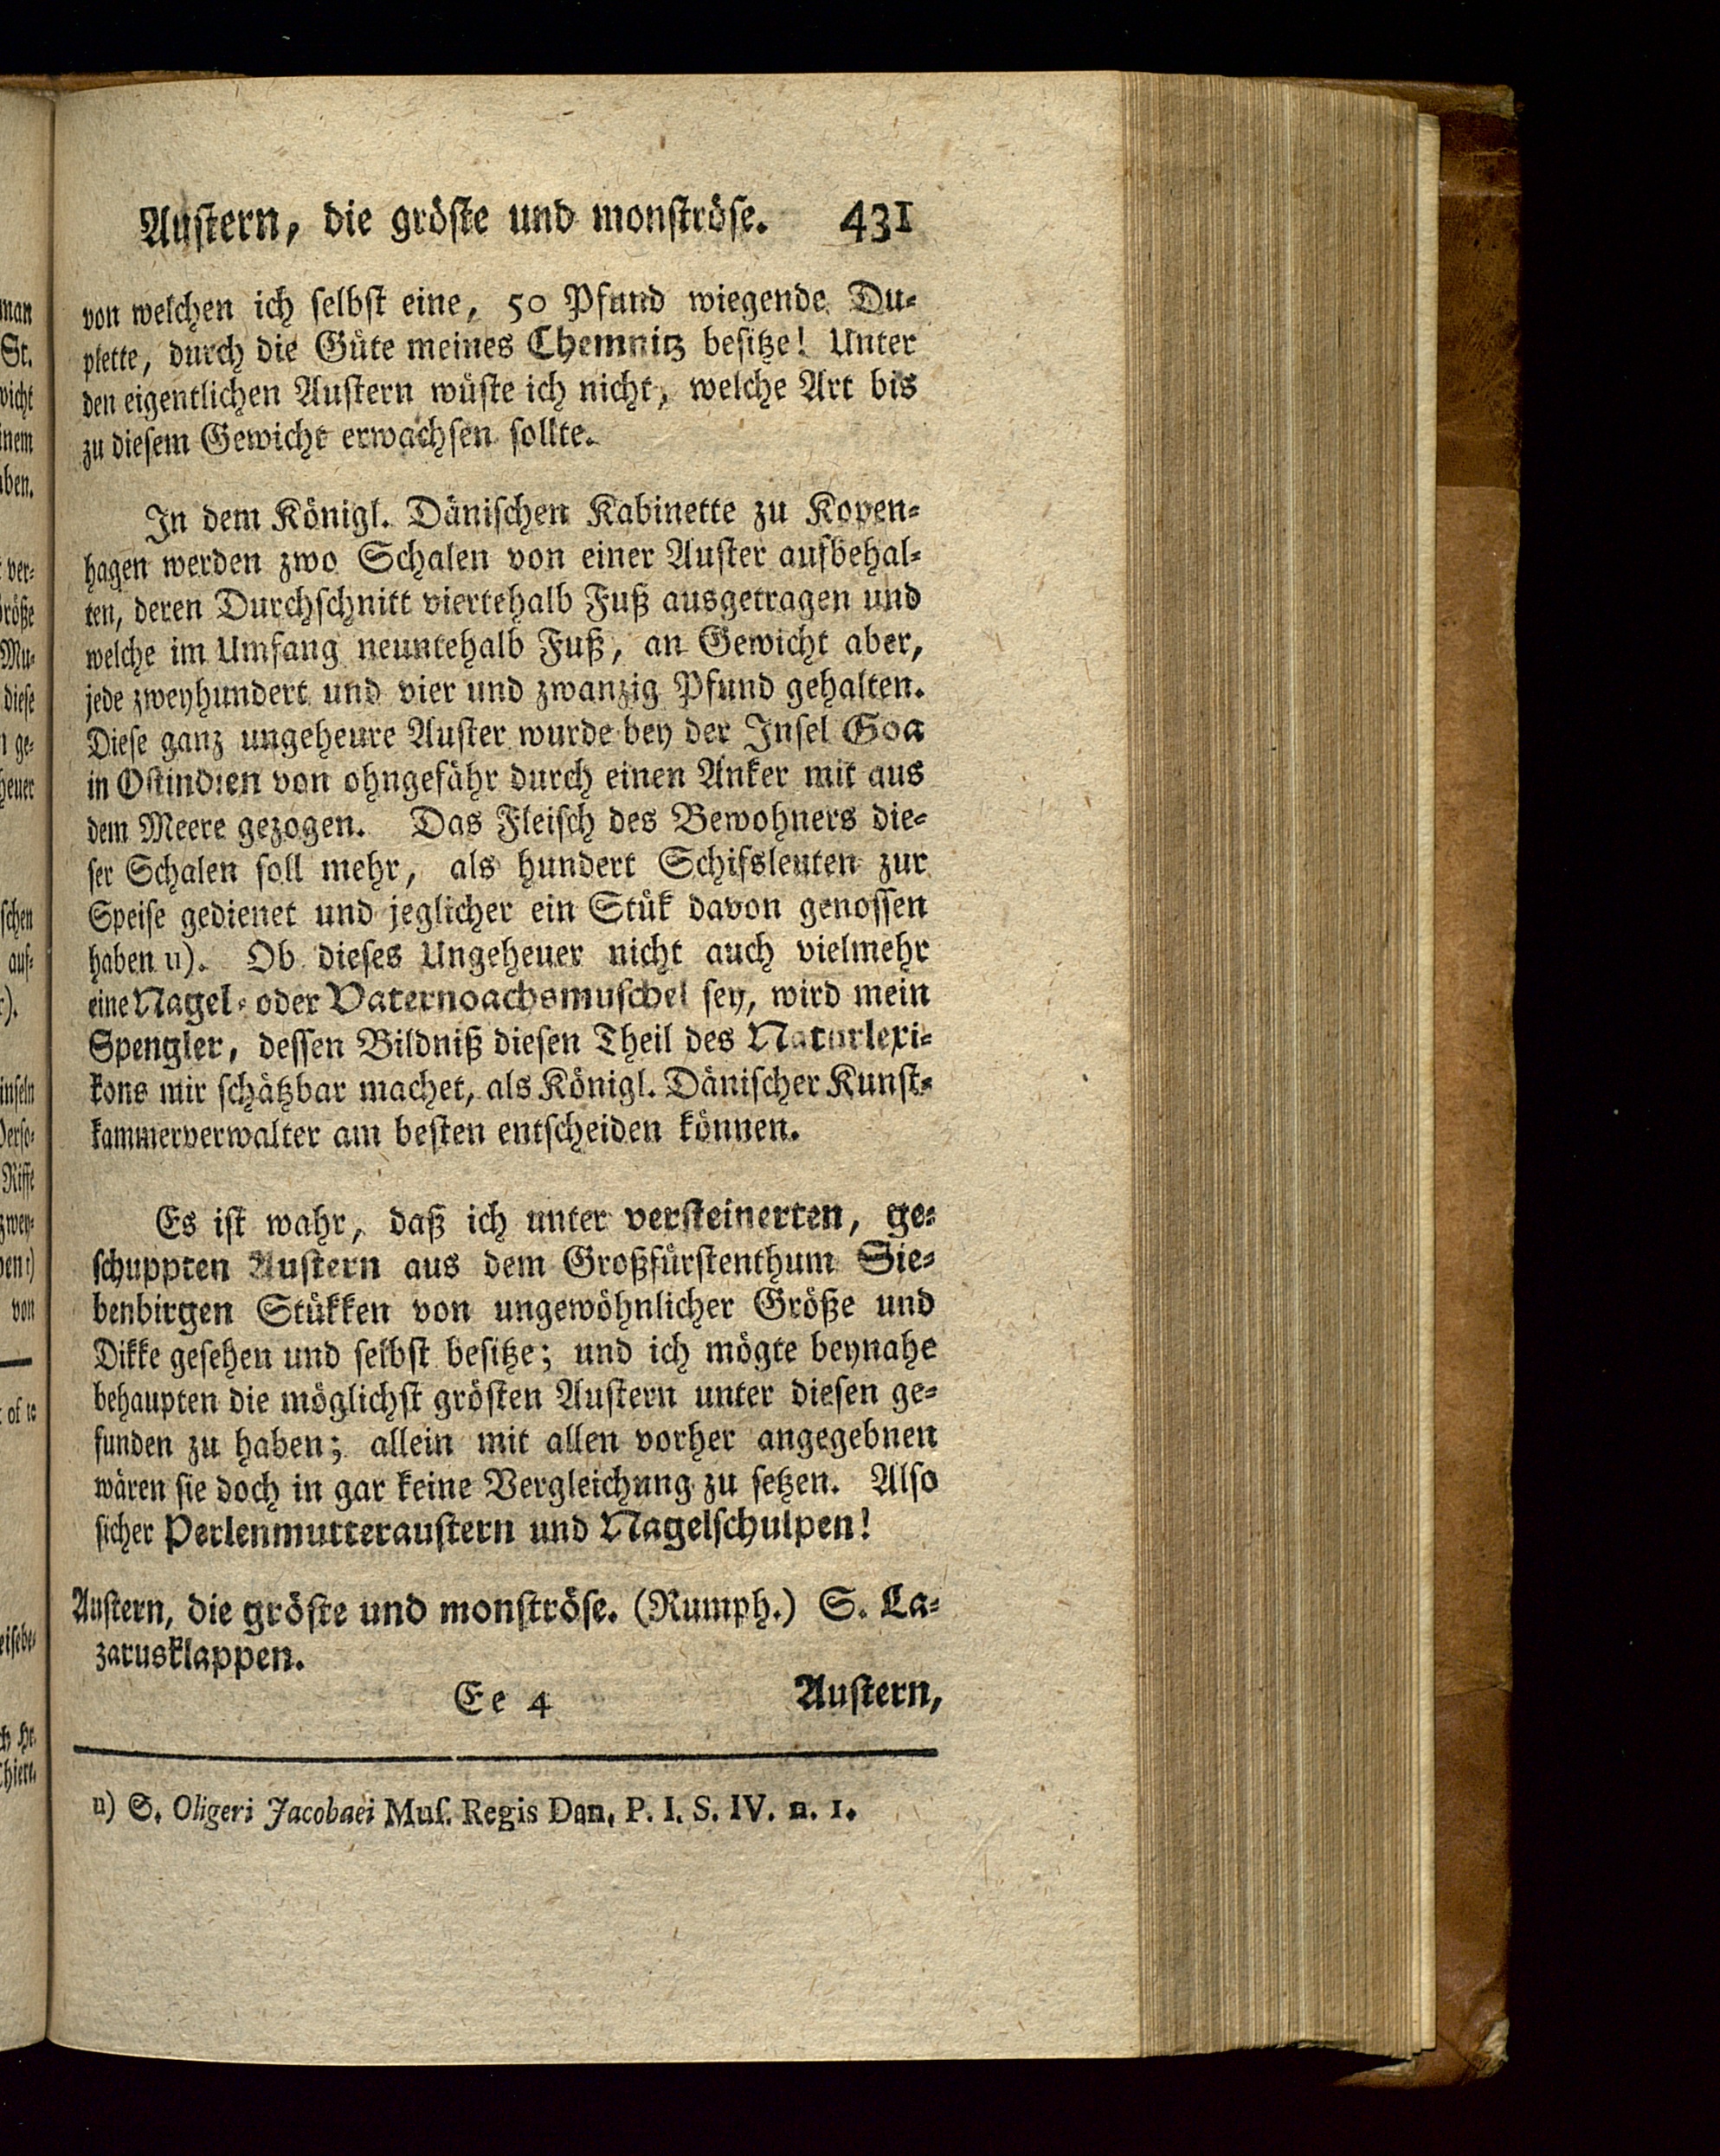 Austern, die gröste und monströse. 431
von welchen ich selbst eine, 50 Pfund wiegende Du-
plette, durch die Güte meines Chemnitz besitze! Unter
den eigentlichen Austern wüste ich nicht, welche Art bis
zu diesem Gewicht erwachsen sollte.
In dem Königl. Dänischen Kabinette zu Kopen-
hagen werden zwo Schalen von einer Auster aufbehal-
ten, deren Durchschnitt viertehalb Fuß ausgetragen und
welche im Umfang neuntehalb Fuß, an Gewicht aber,
jede zweyhundert und vier und zwanzig Pfund gehalten.
Diese ganz ungeheure Auster wurde bey der Insel Goa
in Ostindien von ohngefähr durch einen Anker mit aus
dem Meere gezogen. Das Fleisch des Bewohners die-
ser Schalen soll mehr, als hundert Schifsleuten zur
Speise gedienet und jeglicher ein Stük davon genossen
haben u). Ob dieses Ungeheuer nicht auch vielmehr
eine Nagel- oder Vaternoachsmuschel sey, wird mein
Spengler, dessen Bildniß diesen Theil des Naturlexi-
kons mir schätzbar machet, als Königl. Dänischer Kunst-
kammerverwalter am besten entscheiden können.
Es ist wahr, daß ich unter versteinerten, ge-
schuppten Austern aus dem Großfürstenthum Sie-
benbirgen Stükken von ungewöhnlicher Größe und
Dikke gesehen und selbst besitze; und ich mögte beynahe
behaupten die möglichst grösten Austern unter diesen ge-
funden zu haben; allein mit allen vorher angegebnen
wären sie doch in gar keine Vergleichung zu setzen. Also
sicher Perlenmutteraustern und Nagelschulpen!
Austern, die gröste und monströse. (Rumph.) S. La-
zarusklappen.
Ee 4 Austern,
u) S. Oligeri Jacobaei Mus. Regis Dan. P. I. S. IV. n. 1.